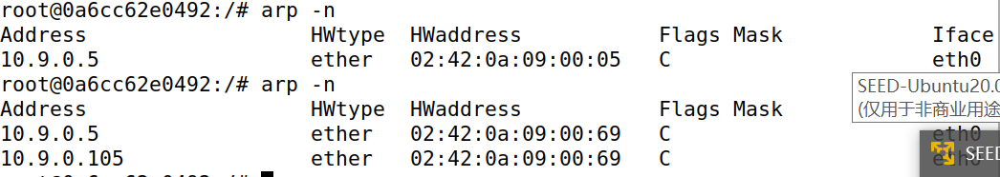 root@0a6cc62e0492:/# arp -n
Address HWtype HWaddress Flags Mask Iface
10.9.0.5 ether 02:42:0a:09:00:05 C eth0
root@0a6cc62e0492:/# arp -n
Address HWtype HWaddress Flags Mask
10.9.0.5 ether 02:42:0a:09:00:69 C eth0
10.9.0.105 ether 02:42:0a:09:00:69 C eth0
root@0a6cc62e0492:/#
SEED-Ubuntu20.0
(仅用于非商业用途
SEED